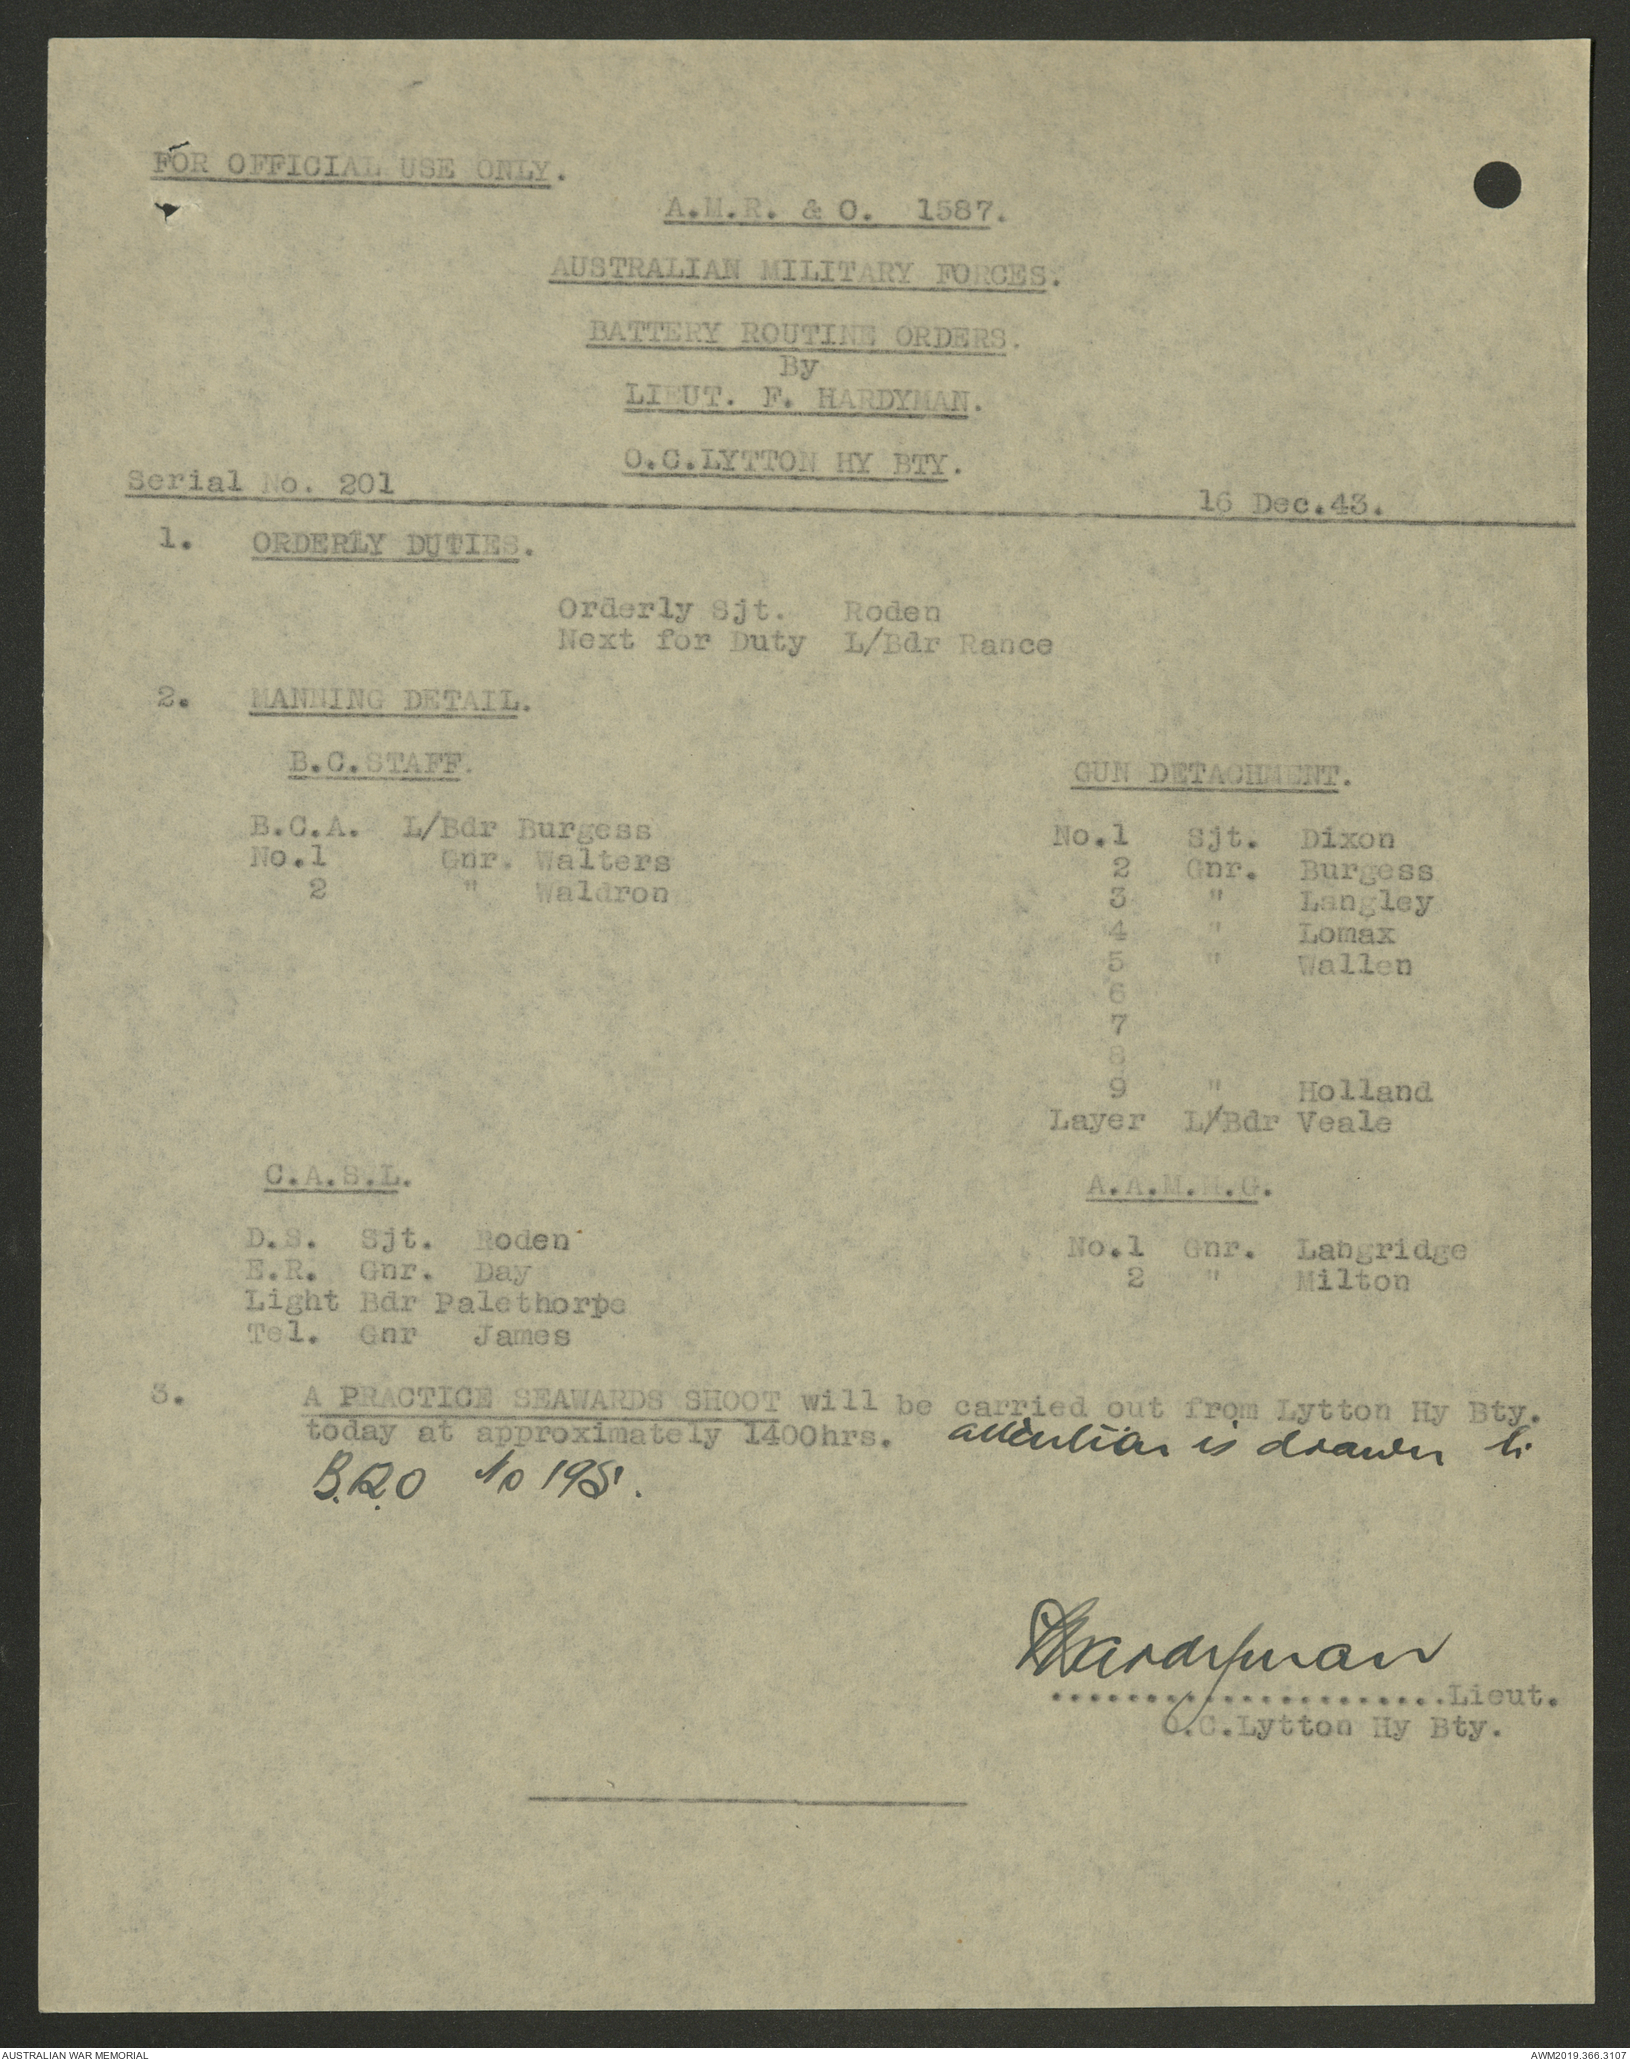 FOR OFFICIAL USE ONLY.
A.M.R. & O. 1587.
AUSTRALIAN MILITARY FORCES.
BATTERY ROUTINE ORDERS.
By
LIEUT. F. HARDYMAN.
O.C.LYTTON HY BTY.
Serial No. 201
16 Dec.43.
1. ORDERLY DUTIES.
Orderly Sjt. Roden
Next for Duty L/Bdr Rance
2. MANNING DETAIL.
B.C.STAFF.
B.C.A. L/Bdr Burgess
No.1 Gnr. Walters
2 " Waldron
GUN DETACHMENT.
No.1 Sjt. Dixon
2 Gnr. Burgess
3 " Langley
4 " Lomax
5 " Wallen
6
7
8
9 " Holland
Layer L/Bdr Veale
C.A.S.L.
D.S. Sjt. Roden
E.R. Gnr. Day
Light Bdr Palethorpe
Tel. Gnr James
A.A.M.M.G.
No.1 Gnr. Langridge
2 " Milton
3. A PRACTICE SEAWARDS SHOOT will be carried out from Lytton Hy Bty.
today at approximately 1400hrs. attention is drawn to
B.R.O No
FHardyman
......................Lieut.
O.C.Lytton Hy Bty.
AUSTRALIAN WAR MEMORIAL
AWM2019.366.3107